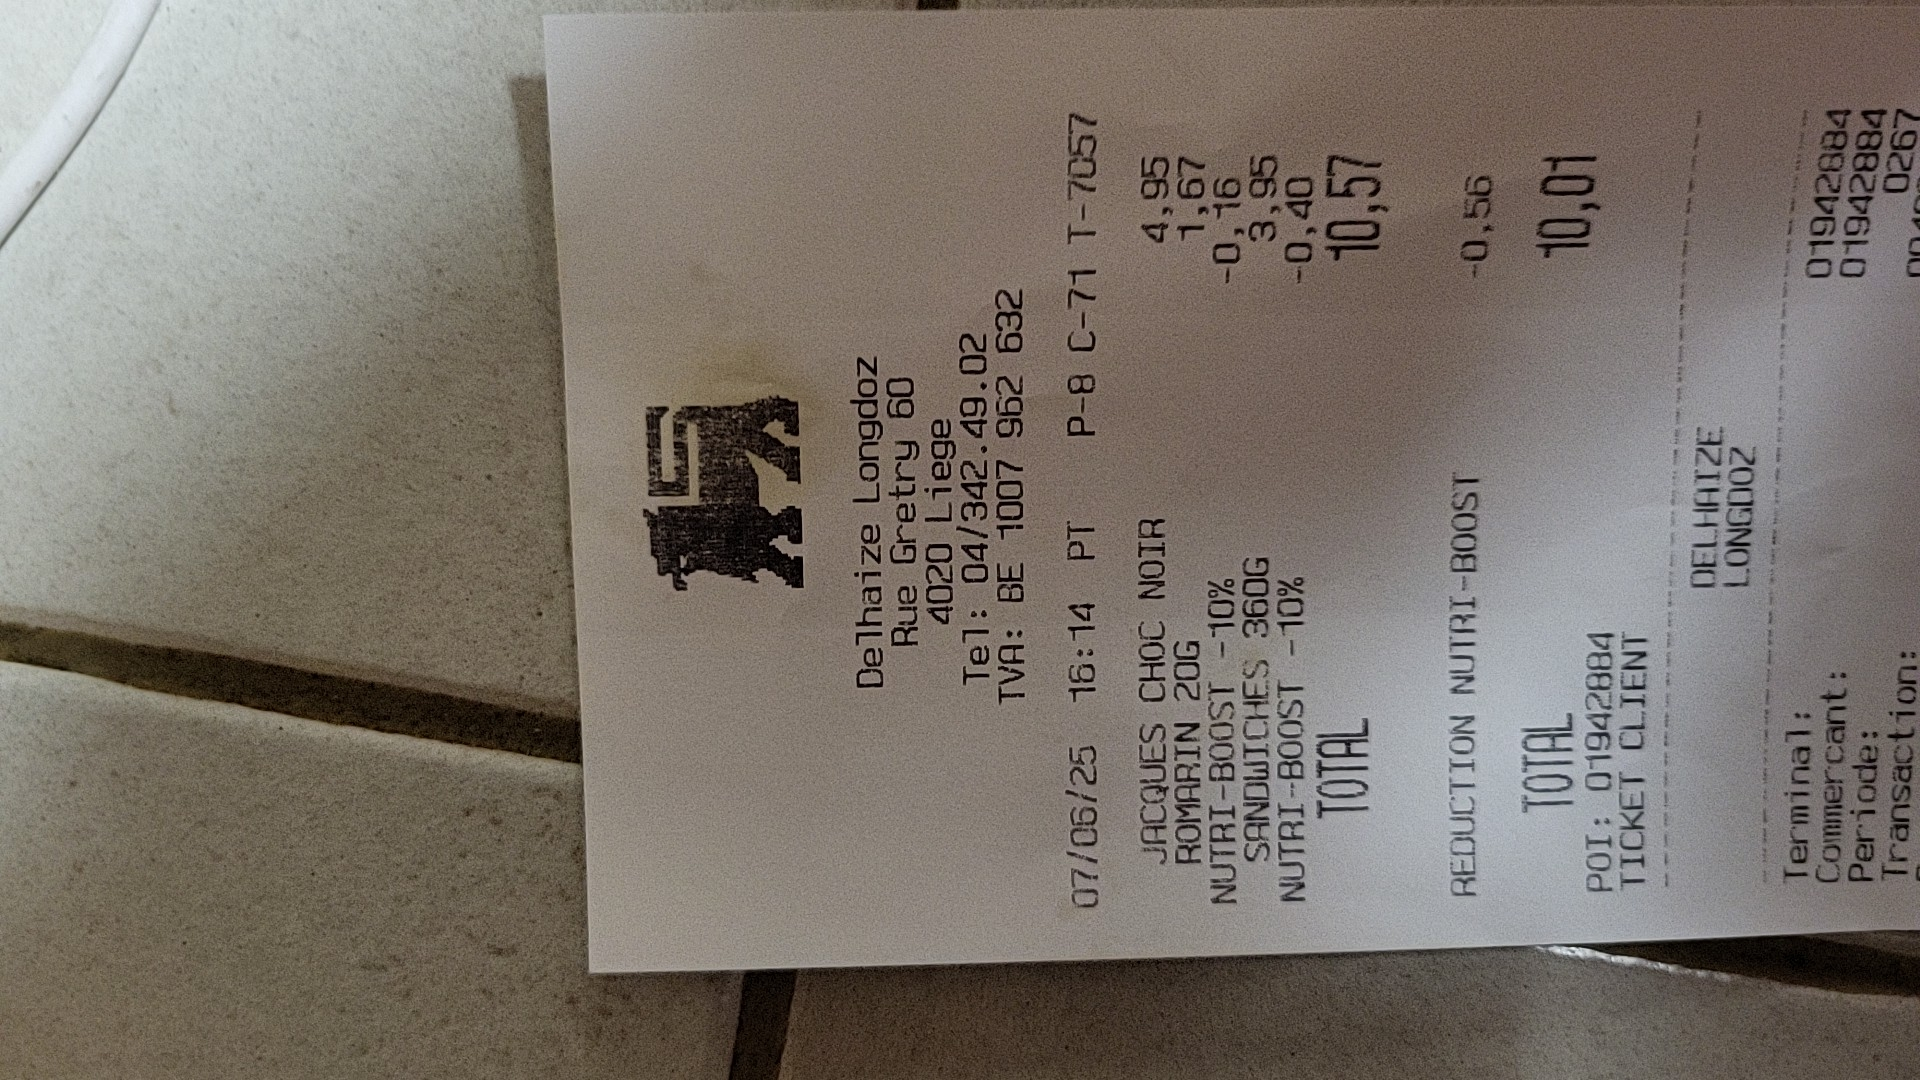 Delhaize Longdoz
Rue Gretry 60
4020 Liege
Tel: 04/342.49.02
TVA: BE 1007 962 632
07/06/25 16:14 PT P-8 C-71 T-7057
JACQUES CHOC NOIR 4,95
ROMARIN 20G 1,67
NUTRI-BOOST -10% -0,16
SANDWICHES 360G 3,95
NUTRI-BOOST -10% -0,40
TOTAL 10,57
REDUCTION NUTRI-BOOST -0,56
TOTAL 10,01
POI: 01942884
TICKET CLIENT
DELHAIZE
LONGDOZ
Terminal: 01942884
Commercant: 01942884
Periode: 0267
Transaction: